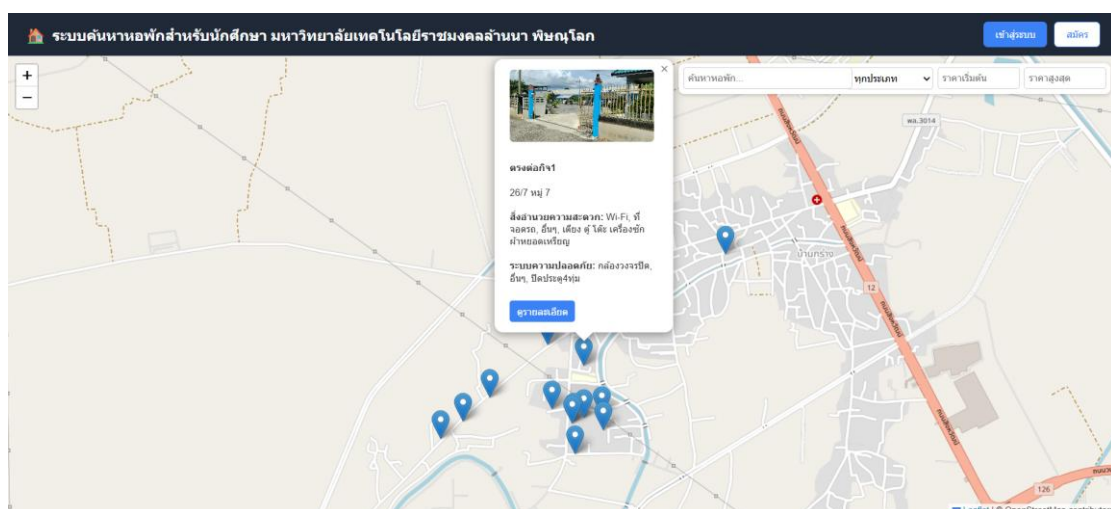 ระบบค้นหาหอพักสำหรับนักศึกษา มหาวิทยาลัยเทคโนโลยีราชมงคลล้านนา พิษณุโลก
เข้าสู่ระบบ
สมัคร
+
−
×
ค้นหาหอพัก...
ทุกประเภท
ราคาเริ่มต้น
ราคาสูงสุด
ตรงต่อกิจ1
26/7 หมู่ 7
สิ่งอำนวยความสะดวก: Wi-Fi, ที่
จอดรถ, อื่นๆ, เตียง ตู้ โต๊ะ เครื่องซัก
ผ้าหยอดเหรียญ
ระบบความปลอดภัย: กล้องวงจรปิด,
อื่นๆ, ปิดประตู4ทุ่ม
ดูรายละเอียด
พล.3014
บ้านกร่าง
12
126
Leaflet | © OpenStreetMap contributors